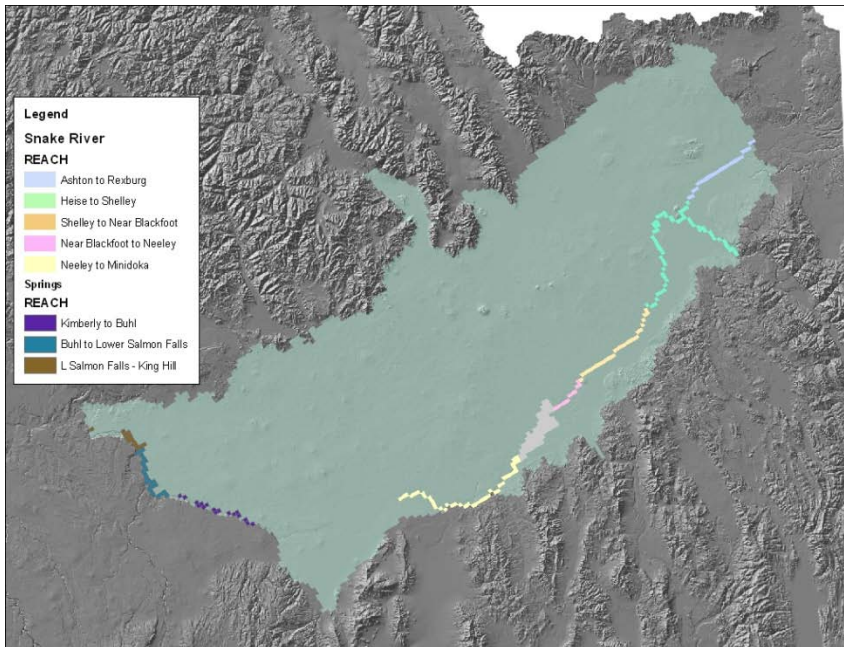 Legend
Snake River
REACH
Ashton to Rexburg
Heise to Shelley
Shelley to Near Blackfoot
Near Blackfoot to Neeley
Neeley to Minidoka
Springs
REACH
Kimberly to Buhl
Buhl to Lower Salmon Falls
L Salmon Falls - King Hill